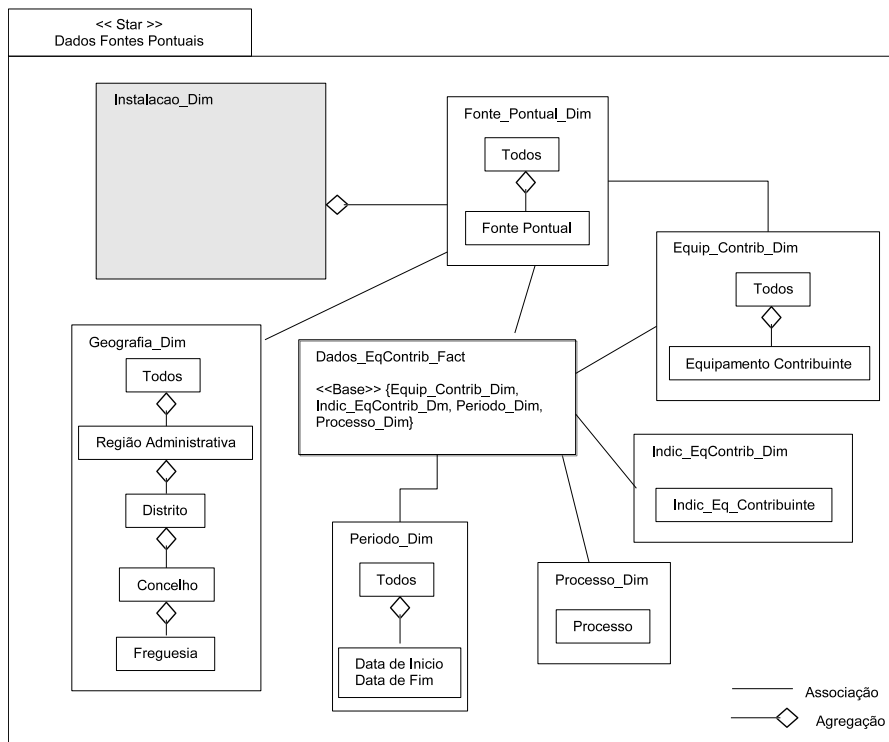 << Star >>
Dados Fontes Pontuais
Instalacao_Dim
Fonte_Pontual_Dim
Todos
Fonte Pontual
Equip_Contrib_Dim
Todos
Equipamento Contribuinte
Geografia_Dim
Todos
Região Administrativa
Distrito
Concelho
Freguesia
Dados_EqContrib_Fact
<<Base>> {Equip_Contrib_Dim,
Indic_EqContrib_Dm, Periodo_Dim,
Processo_Dim}
Indic_EqContrib_Dim
Indic_Eq_Contribuinte
Periodo_Dim
Todos
Data de Inicio
Data de Fim
Processo_Dim
Processo
Associação
Agregação